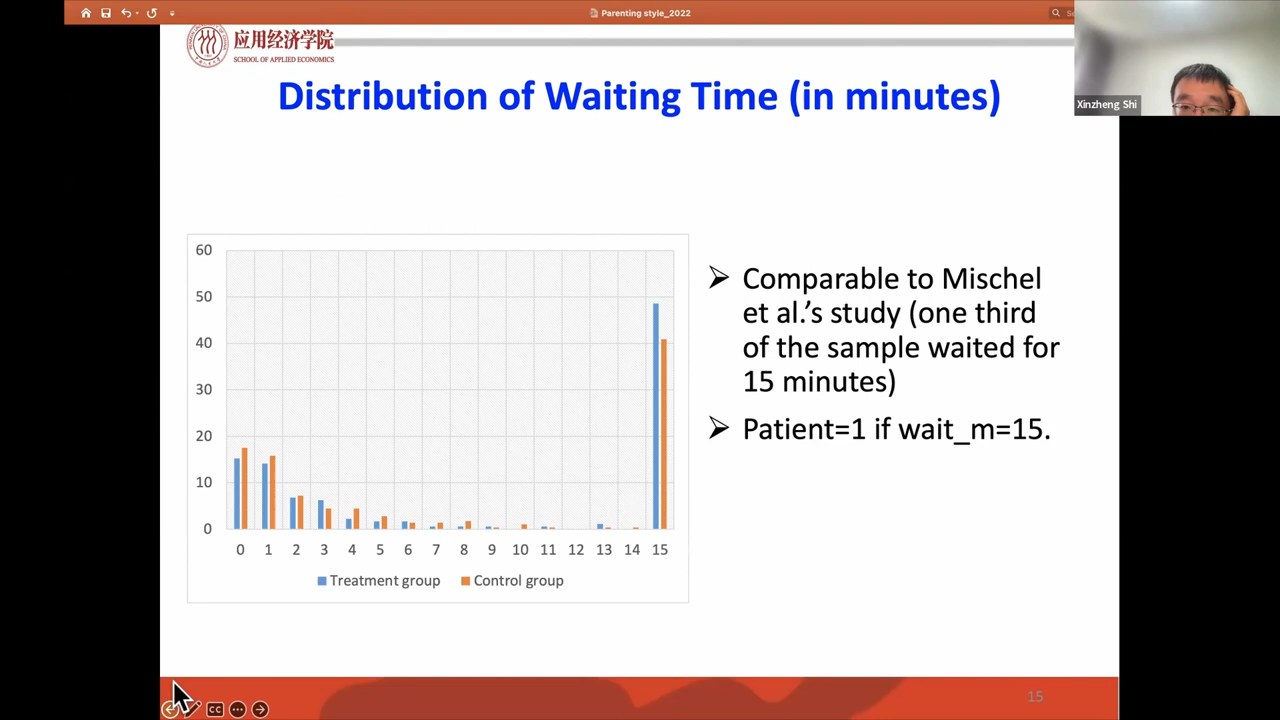 Parenting style_2022
Xinzheng Shi
应用经济学院
SCHOOL OF APPLIED ECONOMICS
Distribution of Waiting Time (in minutes)
60
50
40
30
20
10
0
0 1 2 3 4 5 6 7 8 9 10 11 12 13 14 15
Treatment group Control group
Comparable to Mischel
et al.'s study (one third
of the sample waited for
15 minutes)
Patient=1 if wait_m=15.
CC
15